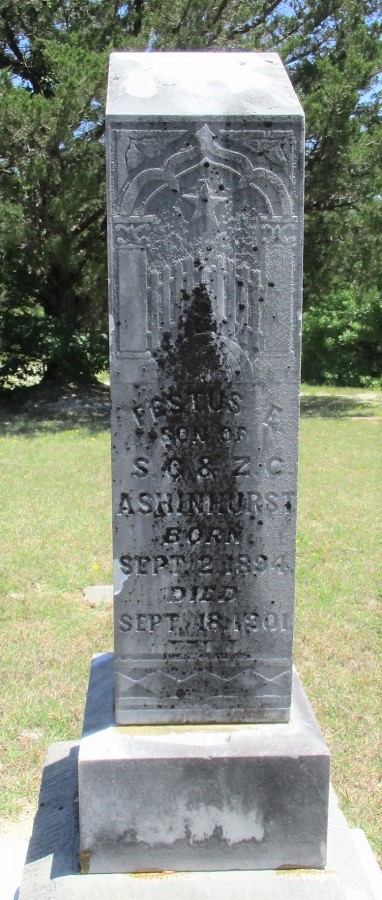 FESTUS E
SON OF
S C & Z C
ASHINHURST
BORN
SEPT. 2, 1894
DIED
SEPT. 18, 1901